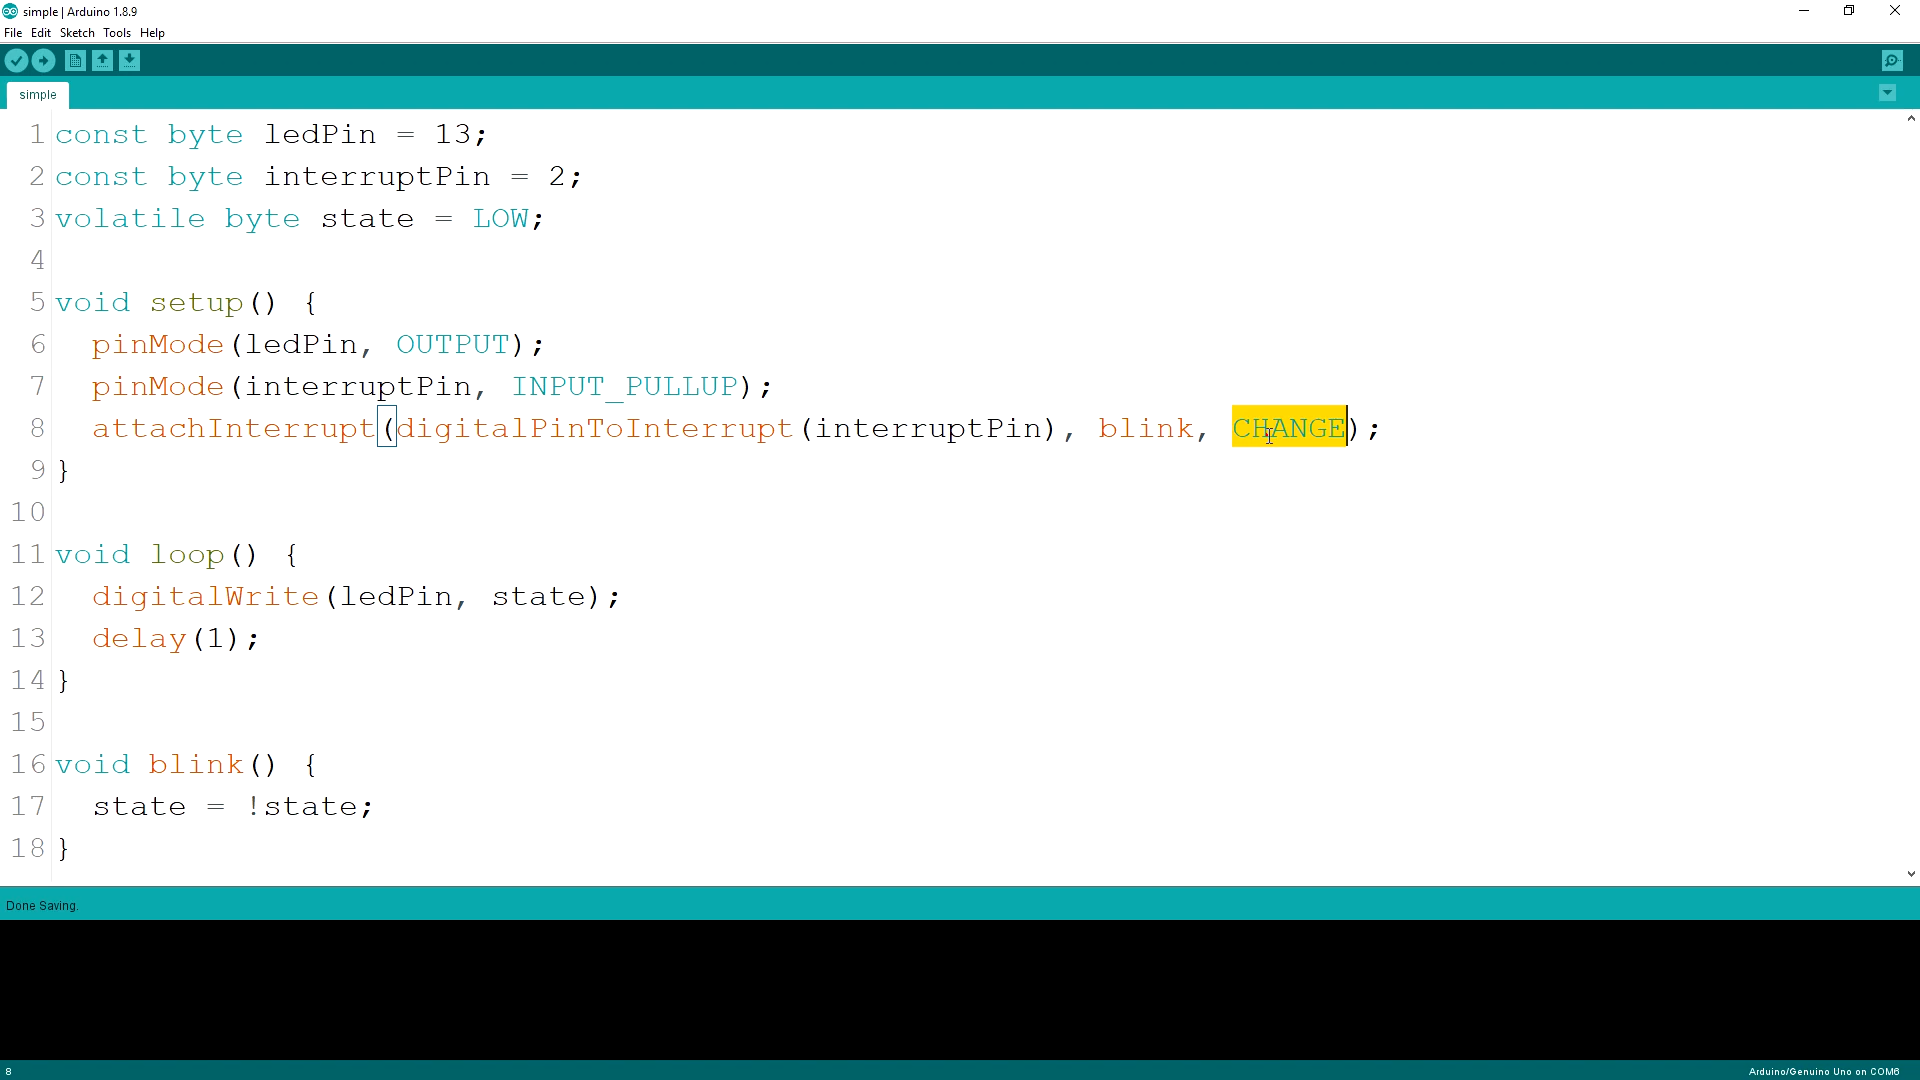 simple | Arduino 1.8.9
File Edit Sketch Tools Help
simple
1 const byte ledPin = 13;
2 const byte interruptPin = 2;
3 volatile byte state = LOW;
4
5 void setup() {
6   pinMode(ledPin, OUTPUT);
7   pinMode(interruptPin, INPUT_PULLUP);
8   attachInterrupt(digitalPinToInterrupt(interruptPin), blink, CHANGE);
9 }
10
11 void loop() {
12   digitalWrite(ledPin, state);
13   delay(1);
14 }
15
16 void blink() {
17   state = !state;
18 }
Done Saving.
8 Arduino/Genuino Uno on COM6